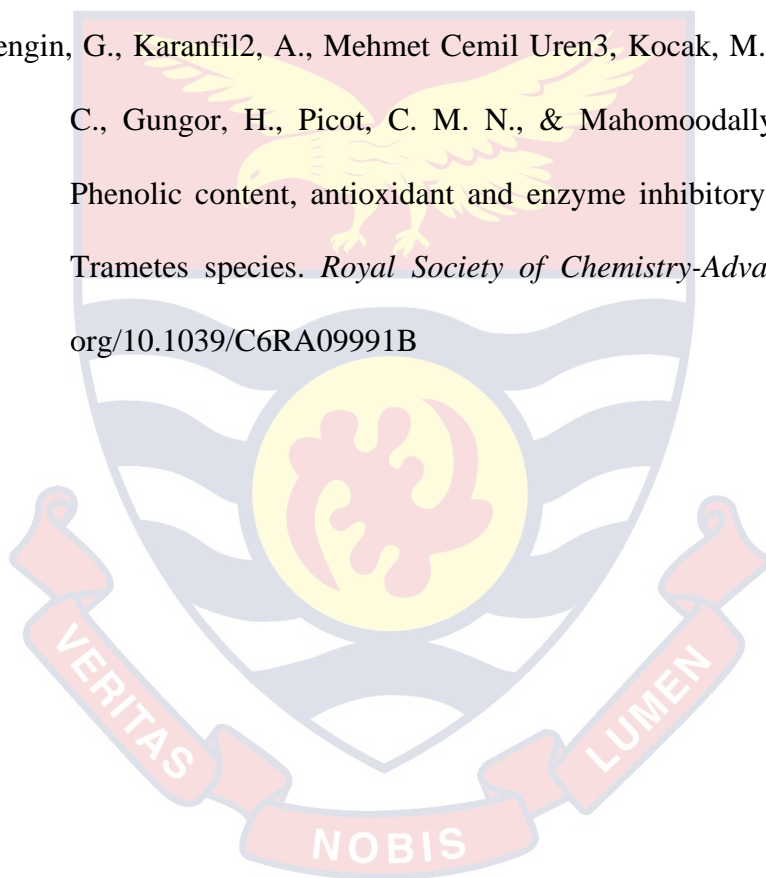 engin, G., Karanfil2, A., Mehmet Cemil Uren3, Kocak, M.
C., Gungor, H., Picot, C. M. N., & Mahomoodally
Phenolic content, antioxidant and enzyme inhibitory
Trametes species. Royal Society of Chemistry-Adva
org/10.1039/C6RA09991B
VERITAS
NOBIS
LUMEN